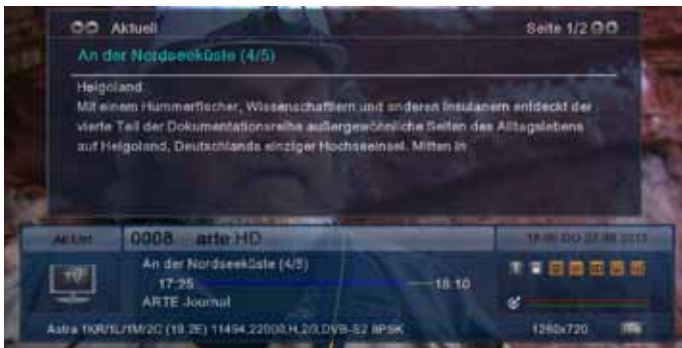 Aktuell Seite 1/2
An der Nordseeküste (4/5)
Helgoland
Mit einem Hummerfischer, Wissenschaftlern und anderen Insulanern entdeckt der
vierte Teil der Dokumentationsreihe außergewöhnliche Seiten des Alltagslebens
auf Helgoland, Deutschlands einziger Hochseeinsel. Mitten in
0008 arte HD
An der Nordseeküste (4/5)
17:25 18:10
ARTE Journal
Astra 1KR/1L/1M/2C (19.2E) 11494,22000,H,2/3,DVB-S2,8PSK 1280x720